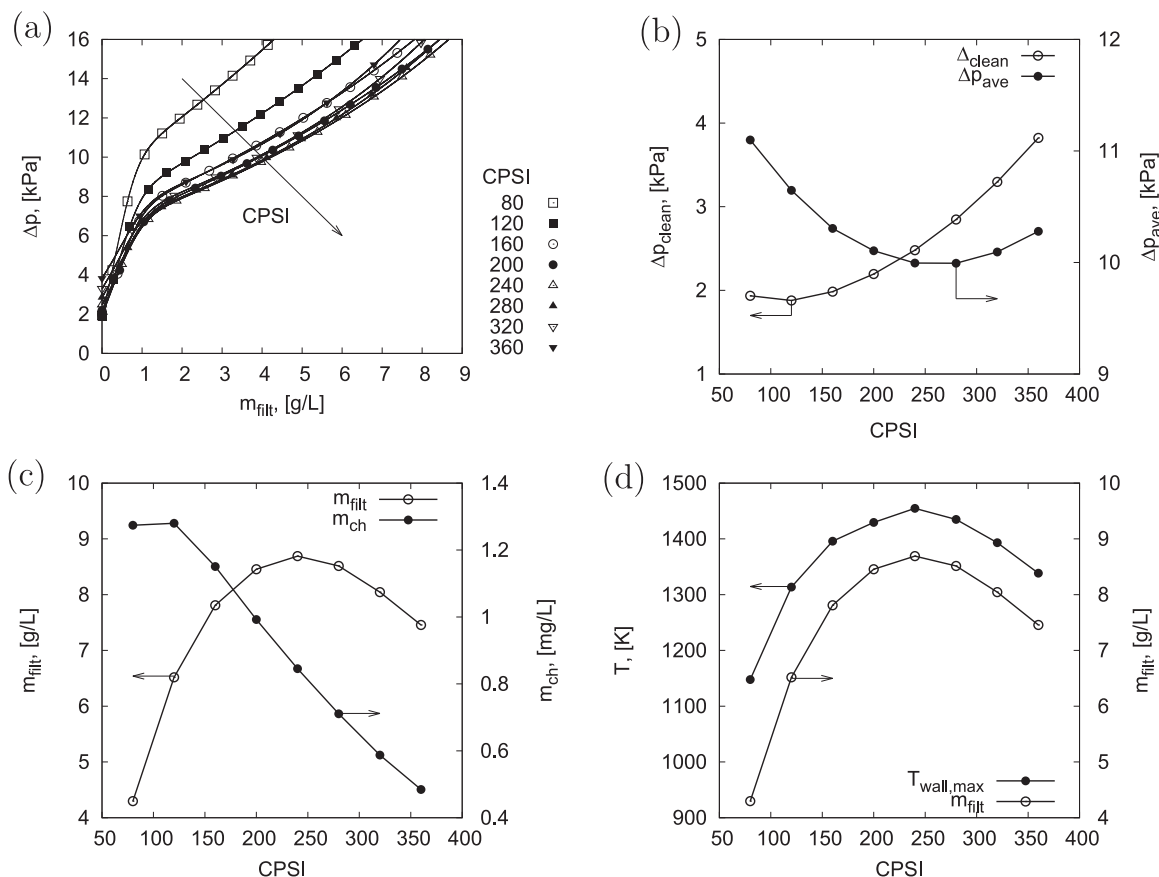 (a)
16
14
12
10
8
6
4
2
0
Δp, [kPa]
CPSI
0 1 2 3 4 5 6 7 8 9
m_filt, [g/L]
CPSI
80
120
160
200
240
280
320
360
(b)
5
4
3
2
1
Δp_clean, [kPa]
Δ_clean
Δp_ave
12
11
10
9
Δp_ave, [kPa]
50 100 150 200 250 300 350 400
CPSI
(c)
10
9
8
7
6
5
4
m_filt, [g/L]
m_filt
m_ch
1.4
1.2
1
0.8
0.6
0.4
m_ch, [mg/L]
50 100 150 200 250 300 350 400
CPSI
(d)
1500
1400
1300
1200
1150
1000
900
T, [K]
T_wall,max
m_filt
10
9
8
7
6
5
4
m_filt, [g/L]
50 100 150 200 250 300 350 400
CPSI